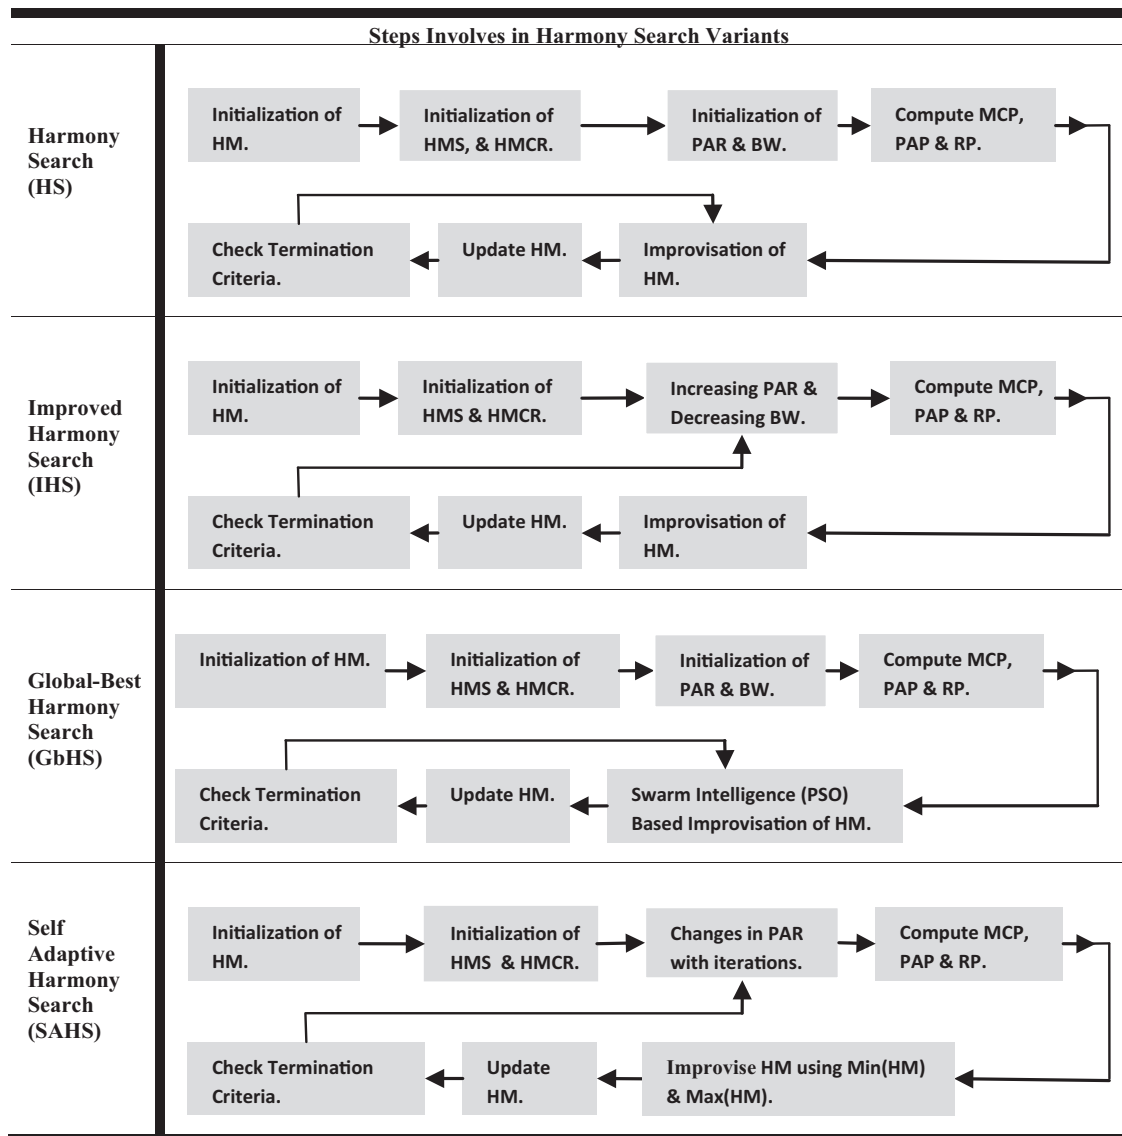 Steps Involves in Harmony Search Variants
Harmony
Search
(HS)
Initialization of
HM.
Initialization of
HMS, & HMCR.
Initialization of
PAR & BW.
Compute MCP,
PAP & RP.
Check Termination
Criteria.
Update HM.
Improvisation of
HM.
Improved
Harmony
Search
(IHS)
Initialization of
HM.
Initialization of
HMS & HMCR.
Increasing PAR &
Decreasing BW.
Compute MCP,
PAP & RP.
Check Termination
Criteria.
Update HM.
Improvisation of
HM.
Global-Best
Harmony
Search
(GbHS)
Initialization of HM.
Initialization of
HMS & HMCR.
Initialization of
PAR & BW.
Compute MCP,
PAP & RP.
Check Termination
Criteria.
Update HM.
Swarm Intelligence (PSO)
Based Improvisation of HM.
Self
Adaptive
Harmony
Search
(SAHS)
Initialization of
HM.
Initialization of
HMS & HMCR.
Changes in PAR
with iterations.
Compute MCP,
PAP & RP.
Check Termination
Criteria.
Update
HM.
Improvise HM using Min(HM)
& Max(HM).